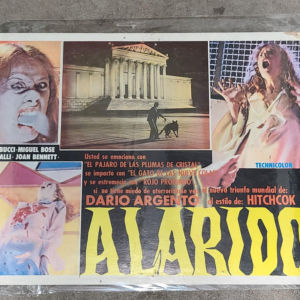 BUCCI-MIGUEL BOSE
ALLI - JOAN BENNETT-
TECHNICOLOR
Usted se emociono con
"EL PAJARO DE LAS PLUMAS DE CRISTAL"
se impacto con "EL GATO DE LAS NUEVE COLAS"
y se estremecio con "ROJO PROFUNDO"
si no tiene miedo de ver el nuevo triunfo mundial de:
DARIO ARGENTO al estilo de: HITCHCOK
ALARIDO